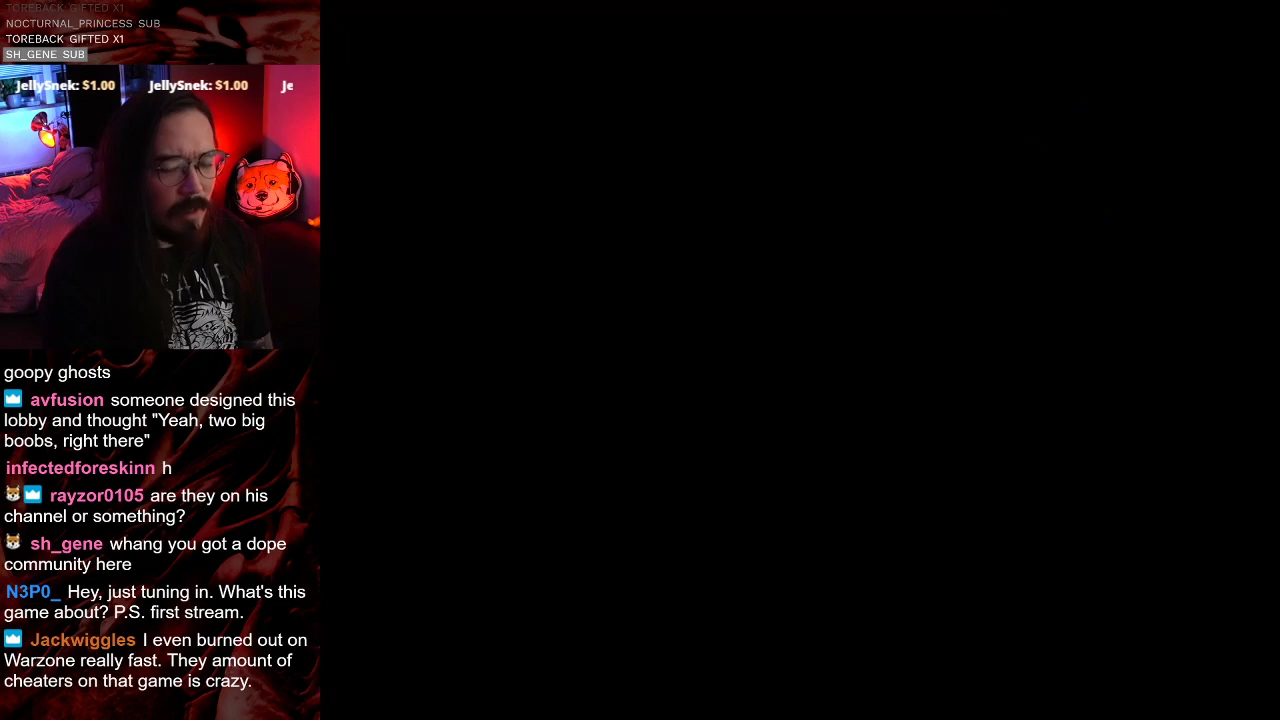 TOREBACK GIFTED X1
NOCTURNAL_PRINCESS SUB
TOREBACK GIFTED X1
SH_GENE SUB
JellySnek: $1.00 JellySnek: $1.00 Je
SANE
goopy ghosts
avfusion someone designed this
lobby and thought "Yeah, two big
boobs, right there"
infectedforeskinn h
rayzor0105 are they on his
channel or something?
sh_gene whang you got a dope
community here
N3P0_ Hey, just tuning in. What's this
game about? P.S. first stream.
Jackwiggles I even burned out on
Warzone really fast. They amount of
cheaters on that game is crazy.